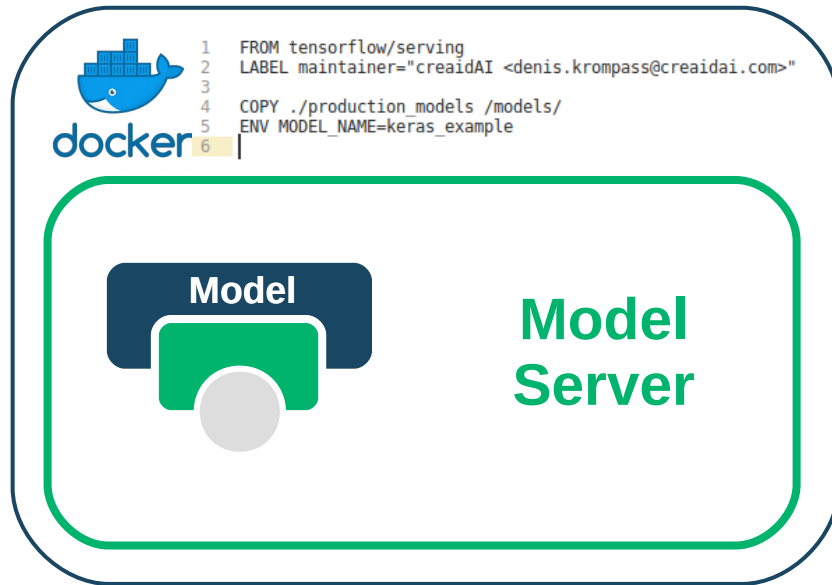 docker
1 FROM tensorflow/serving
2 LABEL maintainer="creaidAI <denis.krompass@creaidai.com>"
3
4 COPY ./production_models /models/
5 ENV MODEL_NAME=keras_example
6
Model
Model
Server